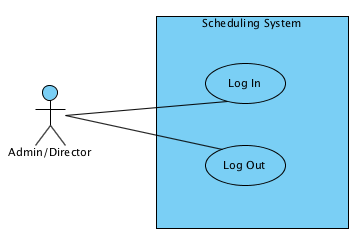 Scheduling System
Log In
Admin/Director
Log Out